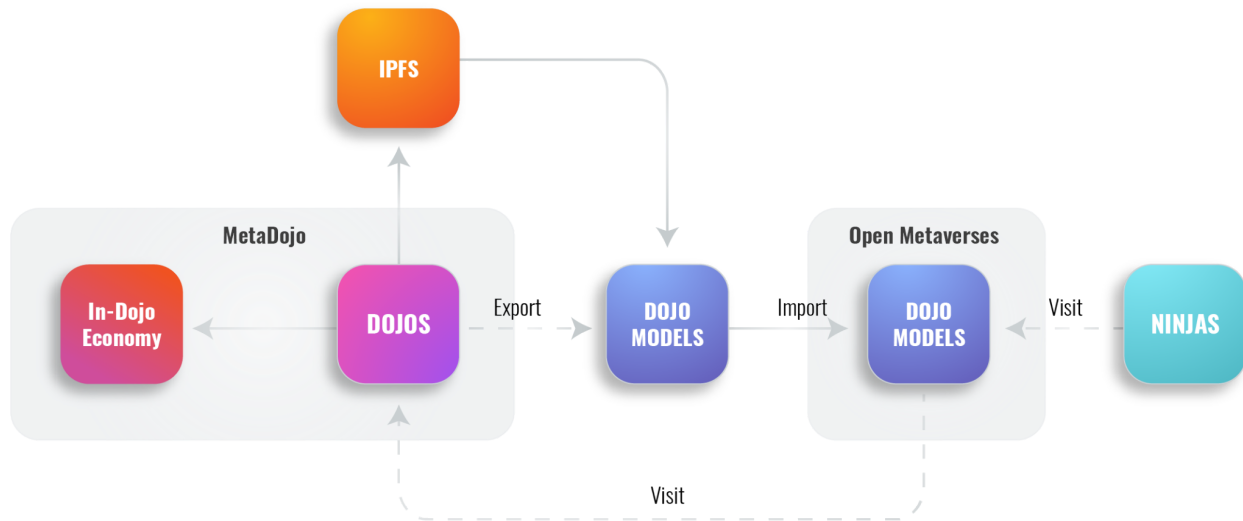 IPFS
MetaDojo
Open Metaverses
In-Dojo
Economy
DOJOS
Export
DOJO
MODELS
Import
DOJO
MODELS
Visit
NINJAS
Visit